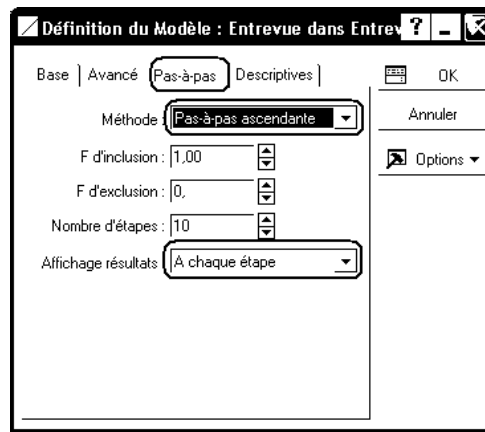 Définition du Modèle : Entrevue dans Entrev ?
Base Avancé Pas-à-pas Descriptives
OK
Méthode : Pas-à-pas ascendante
Annuler
F d'inclusion : 1,00
Options
F d'exclusion : 0,
Nombre d'étapes : 10
Affichage résultats A chaque étape